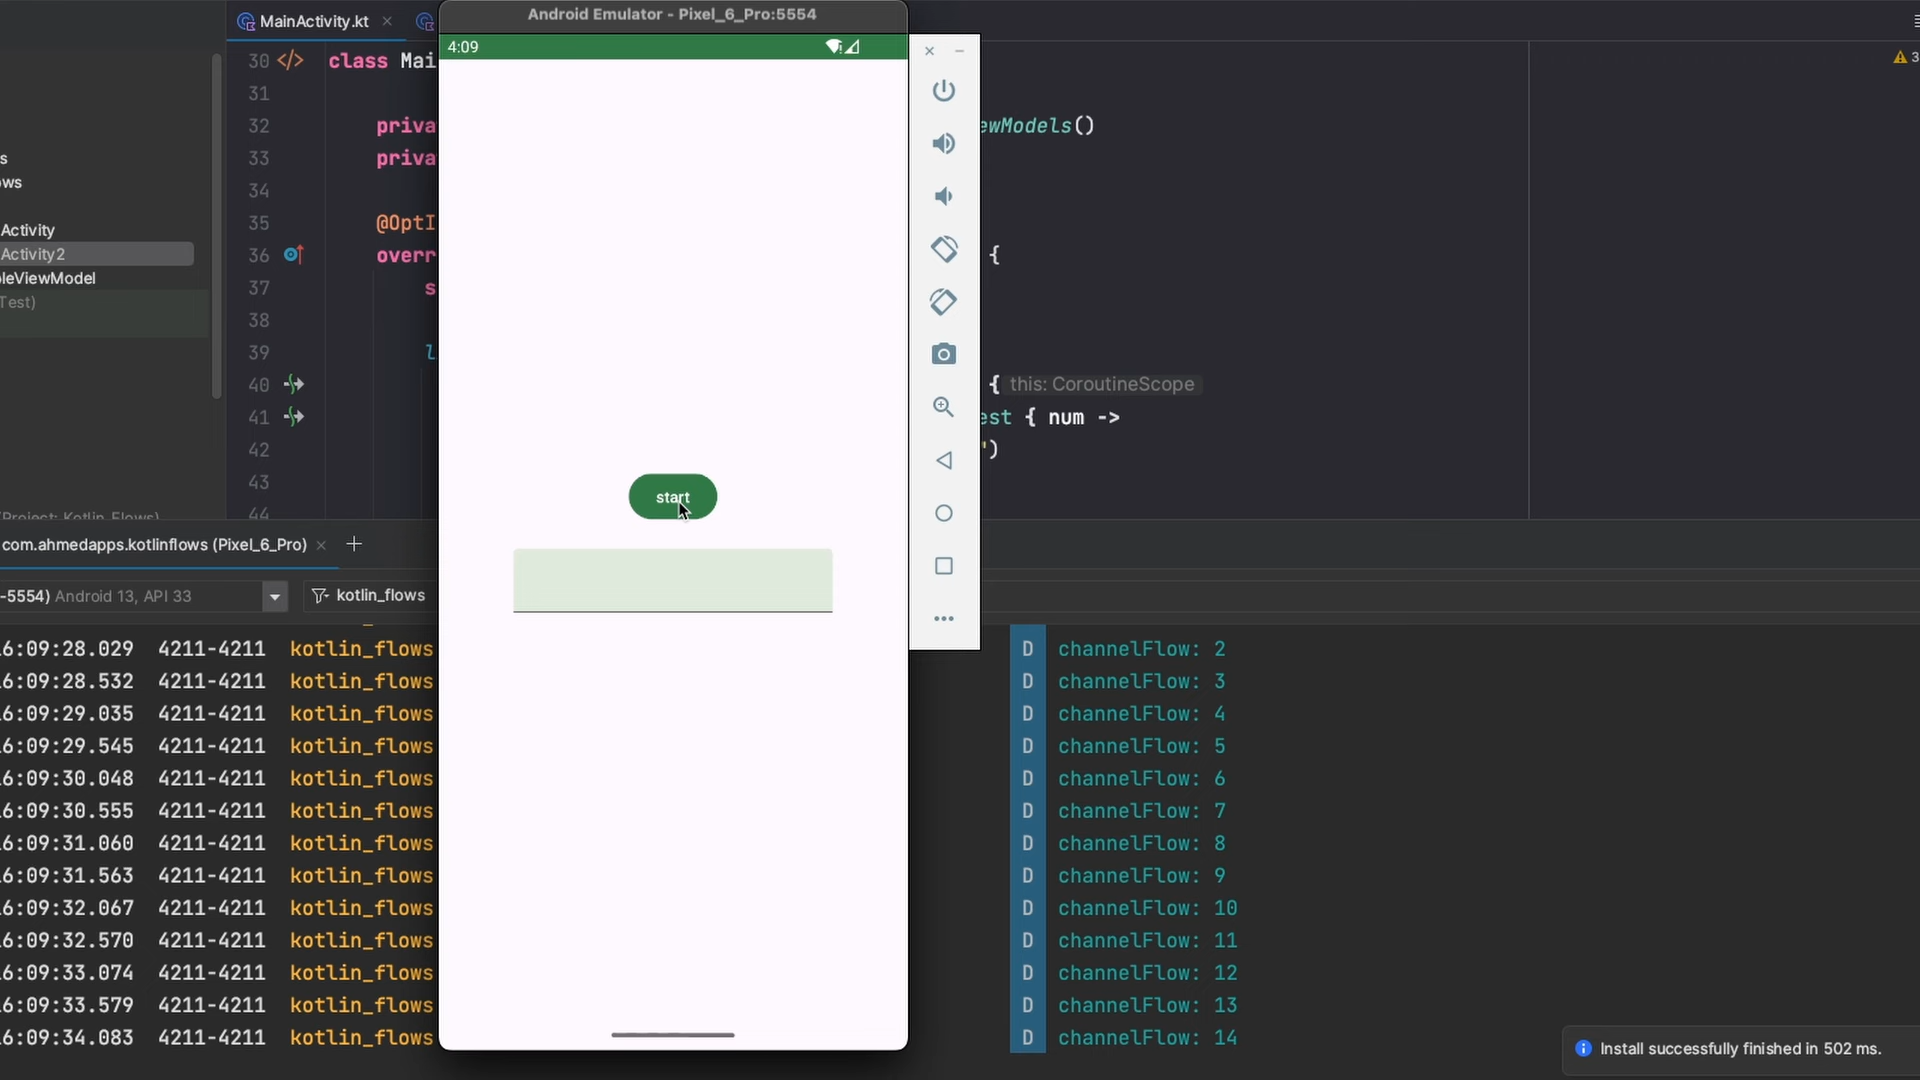 MainActivity.kt
Android Emulator - Pixel_6_Pro:5554
4:09
3
30 class Mai
31
32 priva ewModels()
33 priva
34
35 @OptI
36 overr {
37 s
38
39 l
40 { this: CoroutineScope
41 est { num ->
42 ")
43
44
s
ows
Activity
Activity2
leViewModel
Test)
(Project: Kotlin_Flows)
start
com.ahmedapps.kotlinflows (Pixel_6_Pro)
-5554) Android 13, API 33
kotlin_flows
6:09:28.029 4211-4211 kotlin_flows D channelFlow: 2
6:09:28.532 4211-4211 kotlin_flows D channelFlow: 3
6:09:29.035 4211-4211 kotlin_flows D channelFlow: 4
6:09:29.545 4211-4211 kotlin_flows D channelFlow: 5
6:09:30.048 4211-4211 kotlin_flows D channelFlow: 6
6:09:30.555 4211-4211 kotlin_flows D channelFlow: 7
6:09:31.060 4211-4211 kotlin_flows D channelFlow: 8
6:09:31.563 4211-4211 kotlin_flows D channelFlow: 9
6:09:32.067 4211-4211 kotlin_flows D channelFlow: 10
6:09:32.570 4211-4211 kotlin_flows D channelFlow: 11
6:09:33.074 4211-4211 kotlin_flows D channelFlow: 12
6:09:33.579 4211-4211 kotlin_flows D channelFlow: 13
6:09:34.083 4211-4211 kotlin_flows D channelFlow: 14
Install successfully finished in 502 ms.